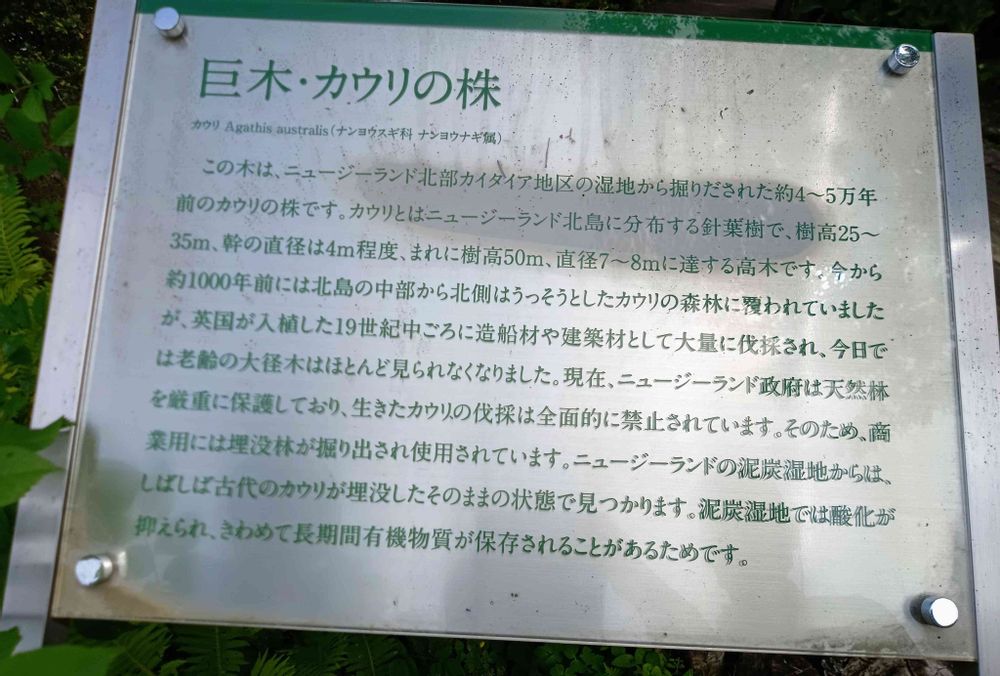 巨木・カウリの株
カウリ Agathis australis(ナンヨウスギ科 ナンヨウナギ属)
この木は、ニュージーランド北部カイタイア地区の湿地から掘りだされた約4〜5万年
前のカウリの株です。カウリとはニュージーランド北島に分布する針葉樹で、樹高25〜
35m、幹の直径は4m程度、まれに樹高50m、直径7〜8mに達する高木です。今から
約1000年前には北島の中部から北側はうっそうとしたカウリの森林に覆われていました
が、英国が入植した19世紀中ごろに造船材や建築材として大量に伐採され、今日で
は老齢の大径木はほとんど見られなくなりました。現在、ニュージーランド政府は天然林
を厳重に保護しており、生きたカウリの伐採は全面的に禁止されています。そのため、商
業用には埋没林が掘り出され使用されています。ニュージーランドの泥炭湿地からは、
しばしば古代のカウリが埋没したそのままの状態で見つかります。泥炭湿地では酸化が
抑えられ、きわめて長期間有機物質が保存されることがあるためです。